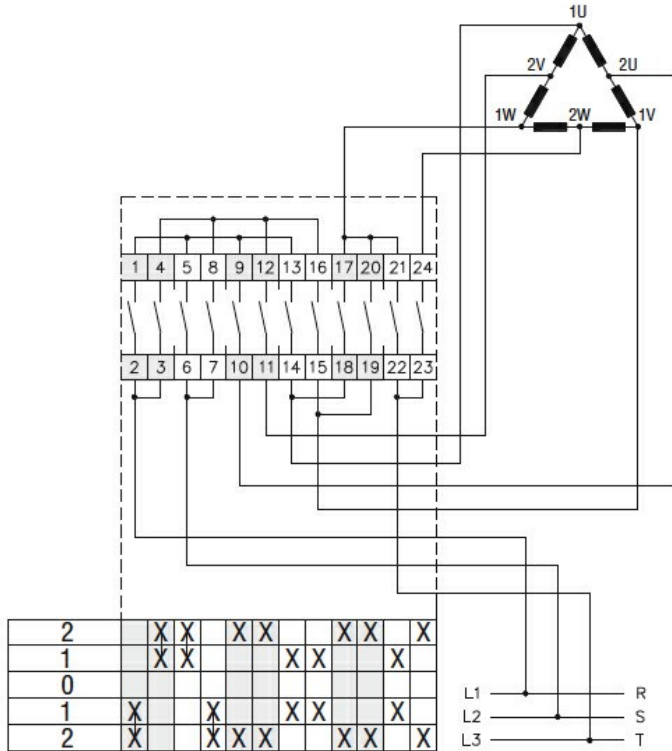 1U
2V 2U
1W 2W 1V
1 4 5 8 9 12 13 16 17 20 21 24
2 3 6 7 10 11 14 15 18 19 22 23
2 X X X X X X X
1 X X X X X
0
1 X X X X X
2 X X X X X X X
L1 R
L2 S
L3 T